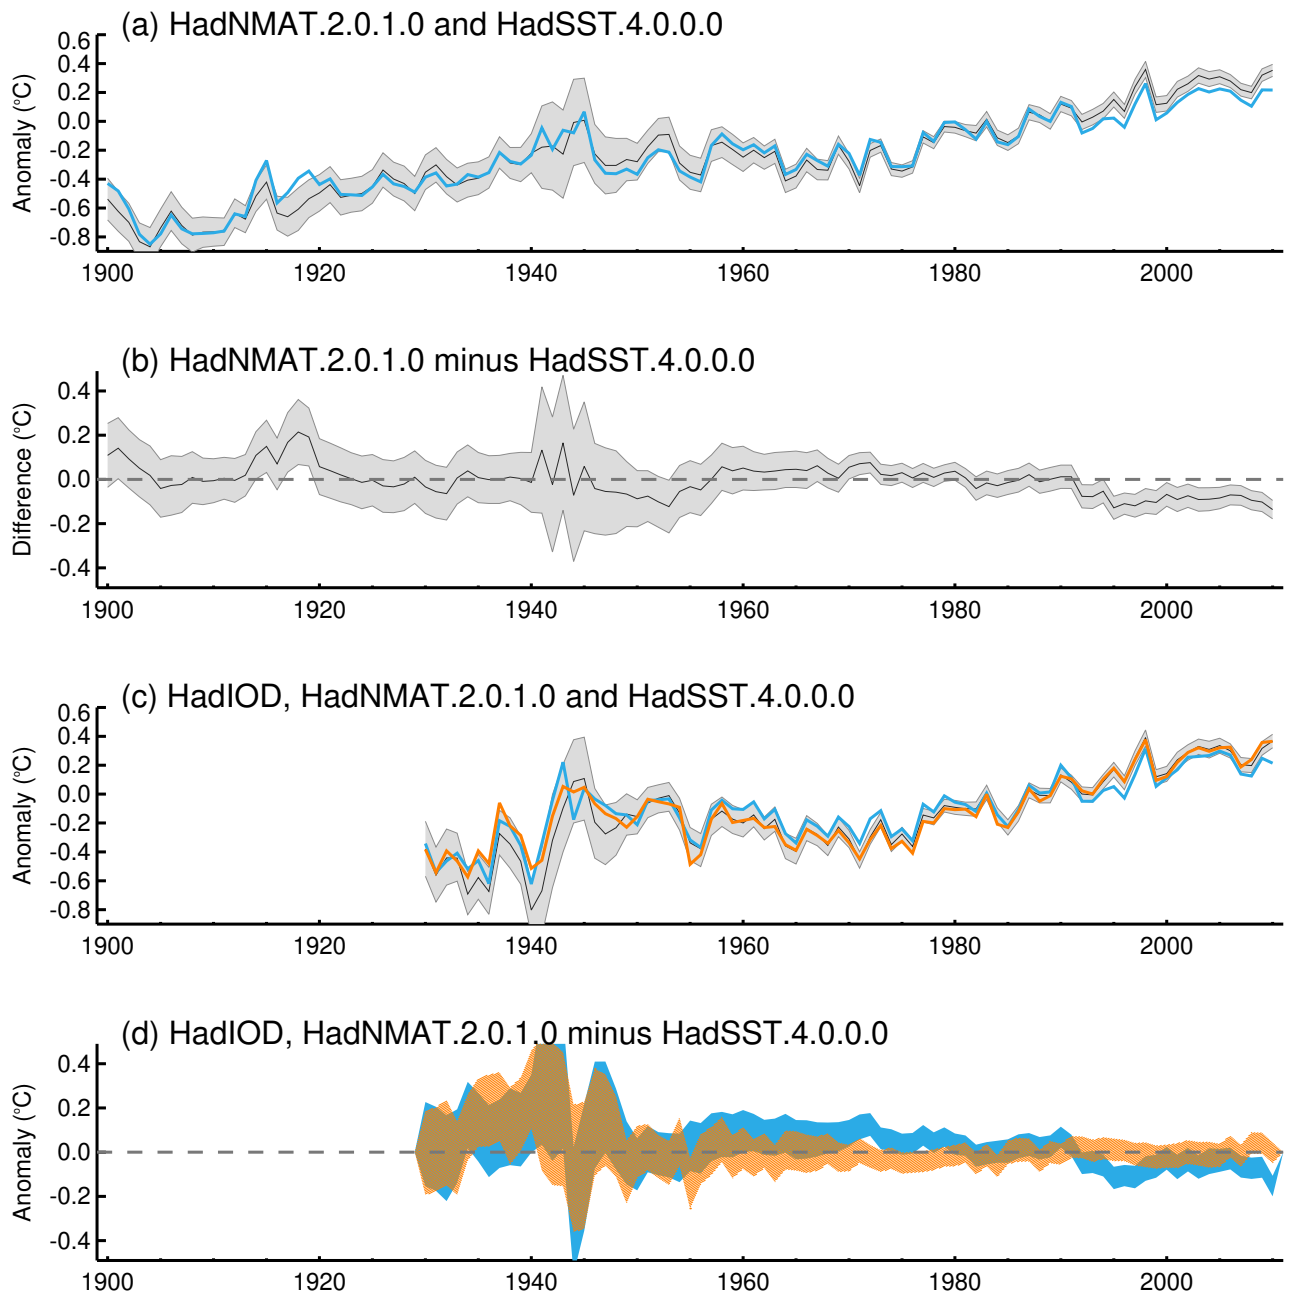 (a) HadNMAT.2.0.1.0 and HadSST.4.0.0.0
Anomaly (°C)
0.6
0.4
0.2
0.0
-0.2
-0.4
-0.6
-0.8
1900 1920 1940 1960 1980 2000
(b) HadNMAT.2.0.1.0 minus HadSST.4.0.0.0
Difference (°C)
0.4
0.2
0.0
-0.2
-0.4
1900 1920 1940 1960 1980 2000
(c) HadIOD, HadNMAT.2.0.1.0 and HadSST.4.0.0.0
Anomaly (°C)
0.6
0.4
0.2
0.0
-0.2
-0.4
-0.6
-0.8
1900 1920 1940 1960 1980 2000
(d) HadIOD, HadNMAT.2.0.1.0 minus HadSST.4.0.0.0
Anomaly (°C)
0.4
0.2
0.0
-0.2
-0.4
1900 1920 1940 1960 1980 2000